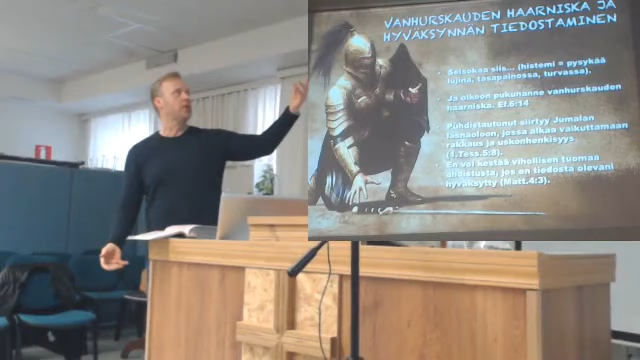 VANHURSKAUDEN HAARNISKA JA
HYVÄKSYNNÄN TIEDOSTAMINEN
• Seisokaa siis... (histemi = pysykää
lujina, tasapainossa, turvassa).
• Ja olkoon pukunanne vanhurskauden
haarniska. Ef.6:14
• Puhdistautunut siirtyy Jumalan
läsnäoloon, jossa alkaa vaikuttamaan
rakkaus ja uskonhenkisyys
(1.Tess.5:8).
• En voi kestää vihollisen tuomaa
ahdistusta, jos en tiedosta olevani
hyväksytty (Matt.4:3).